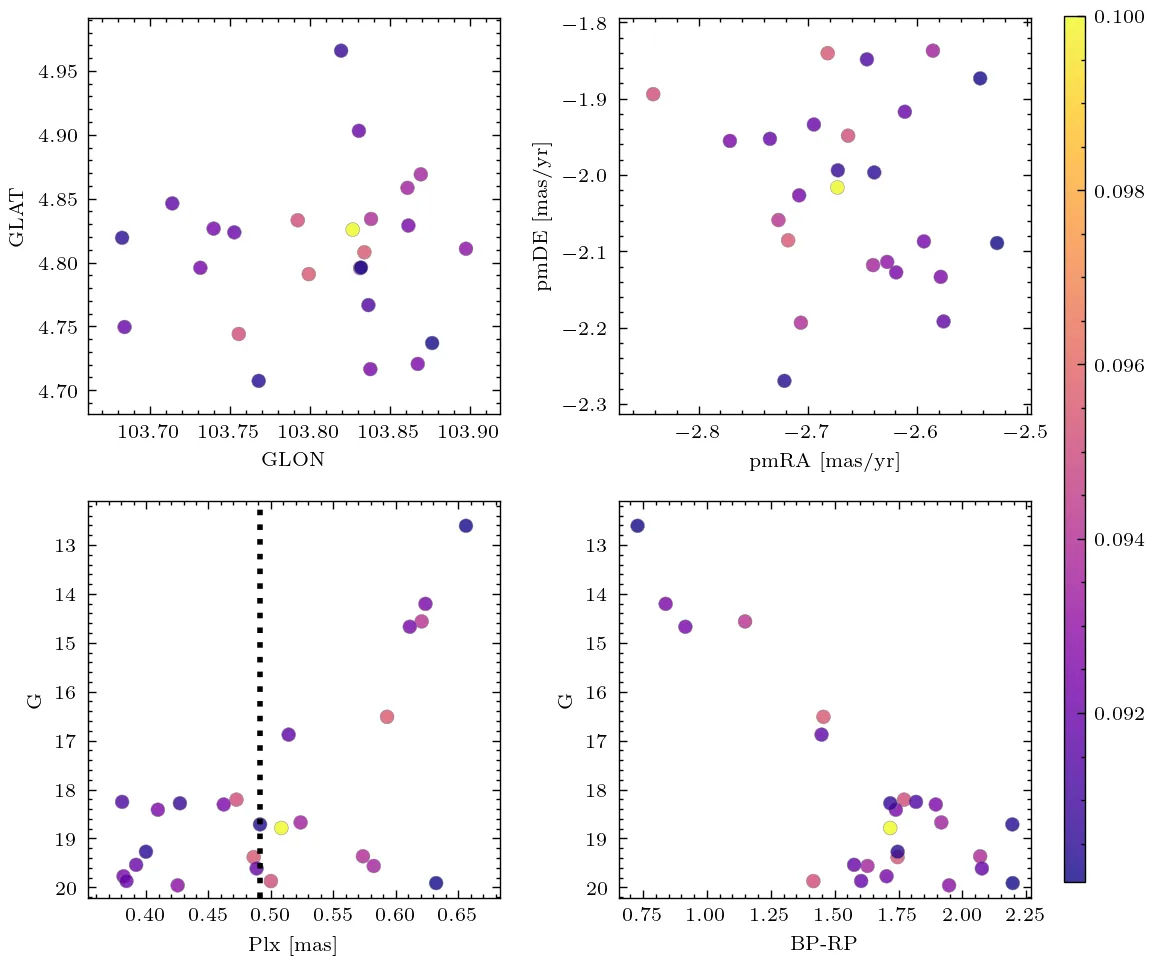 4.95
4.90
4.85
4.80
4.75
4.70
GLAT
103.70 103.75 103.80 103.85 103.90
GLON
−1.8
−1.9
−2.0
−2.1
−2.2
−2.3
pmDE [mas/yr]
−2.8 −2.7 −2.6 −2.5
pmRA [mas/yr]
0.100
0.098
0.096
0.094
0.092
13
14
15
16
17
18
19
20
G
0.40 0.45 0.50 0.55 0.60 0.65
Plx [mas]
13
14
15
16
17
18
19
20
G
0.75 1.00 1.25 1.50 1.75 2.00 2.25
BP-RP